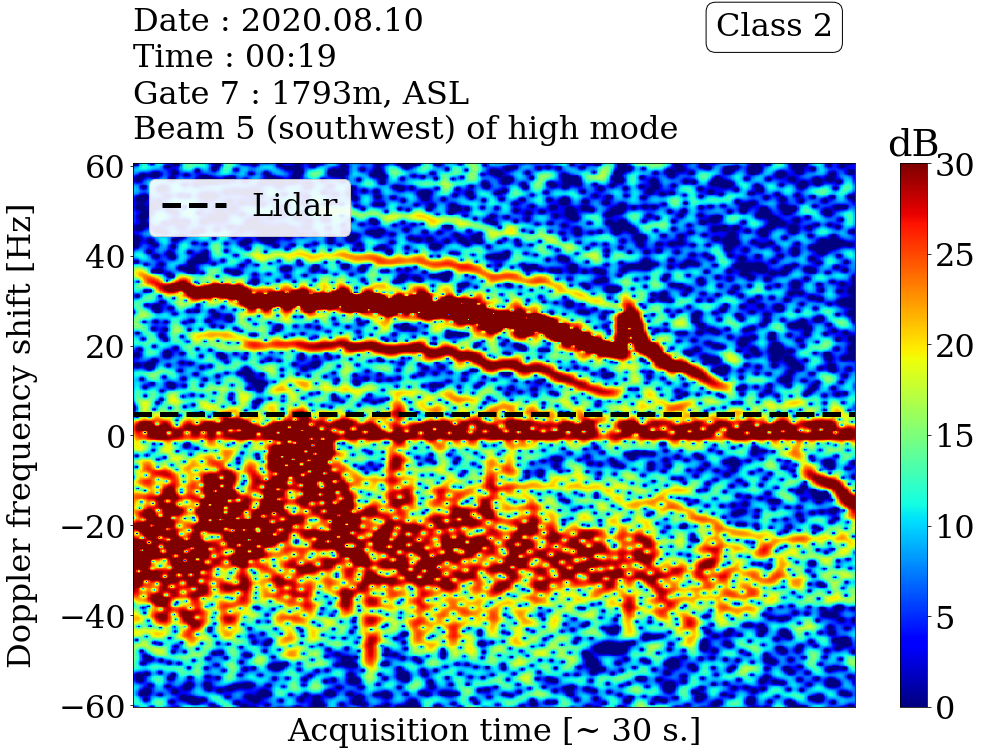 Date : 2020.08.10
Time : 00:19
Gate 7 : 1793m, ASL
Beam 5 (southwest) of high mode
Class 2
dB
Lidar
Doppler frequency shift [Hz]
60
40
20
0
−20
−40
−60
30
25
20
15
10
5
0
Acquisition time [~ 30 s.]